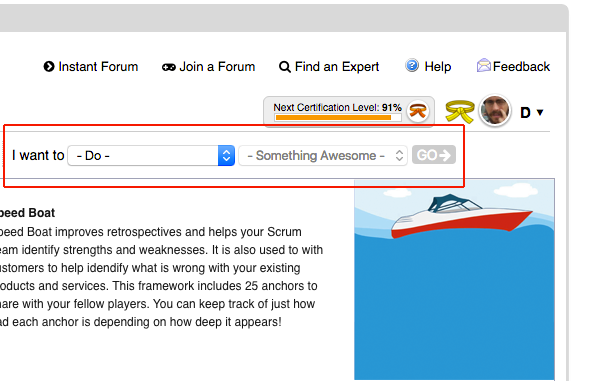 Instant Forum Join a Forum Find an Expert Help Feedback
Next Certification Level: 91%
D
I want to - Do - - Something Awesome - GO
peed Boat
peed Boat improves retrospectives and helps your Scrum
eam identify strengths and weaknesses. It is also used to with
ustomers to help idendify what is wrong with your existing
roducts and services. This framework includes 25 anchors to
hare with your fellow players. You can keep track of just how
ad each anchor is depending on how deep it appears!